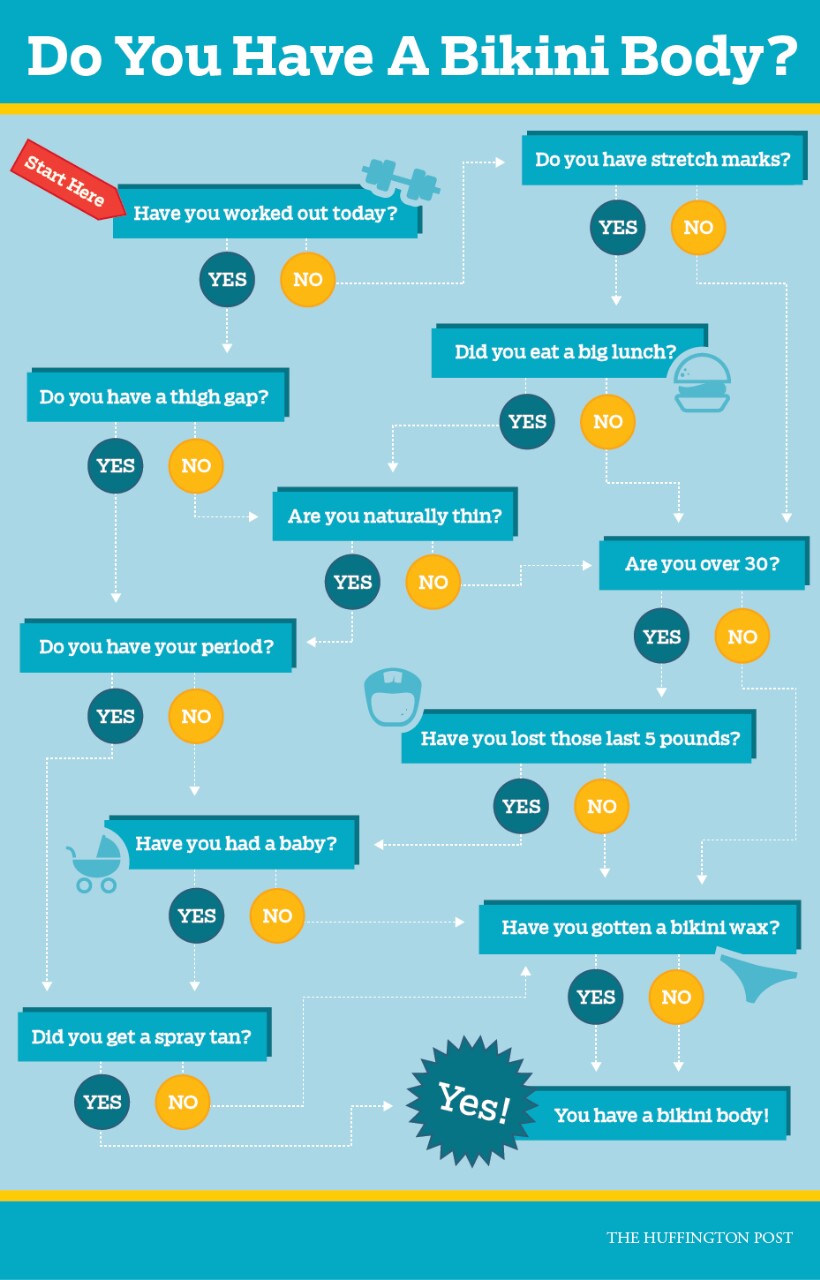 Do You Have A Bikini Body?
Start Here
Have you worked out today?
YES
NO
Do you have stretch marks?
YES
NO
Did you eat a big lunch?
YES
NO
Do you have a thigh gap?
YES
NO
Are you naturally thin?
YES
NO
Are you over 30?
YES
NO
Do you have your period?
YES
NO
Have you lost those last 5 pounds?
YES
NO
Have you had a baby?
YES
NO
Have you gotten a bikini wax?
YES
NO
Did you get a spray tan?
YES
NO
Yes!
You have a bikini body!
THE HUFFINGTON POST